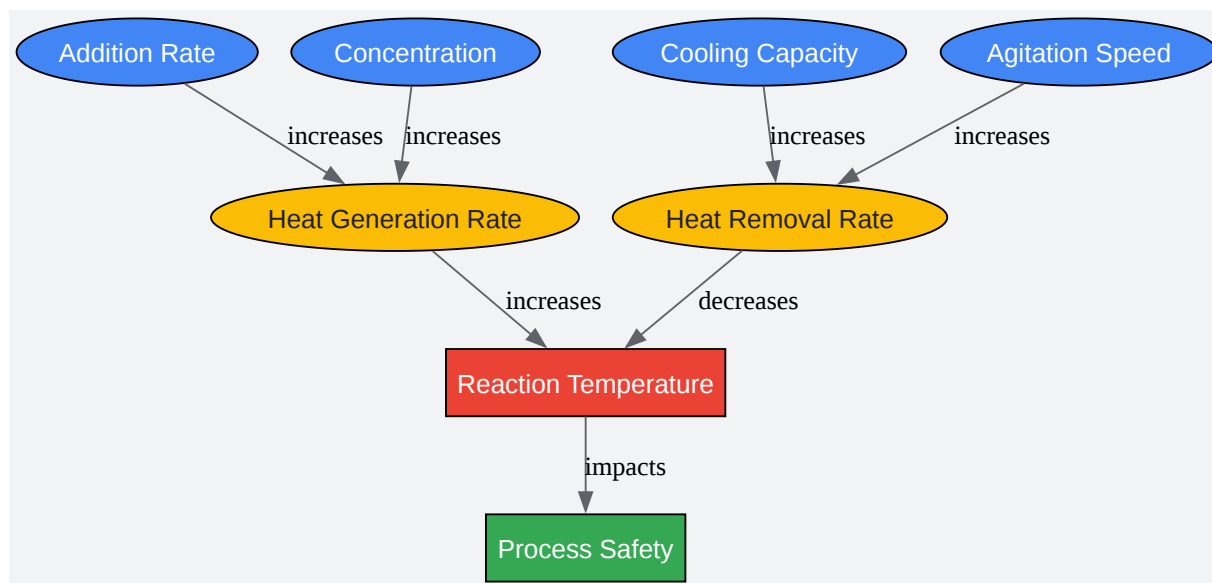 Addition Rate
Concentration
Cooling Capacity
Agitation Speed
increases
increases
increases
increases
Heat Generation Rate
Heat Removal Rate
increases
decreases
Reaction Temperature
impacts
Process Safety